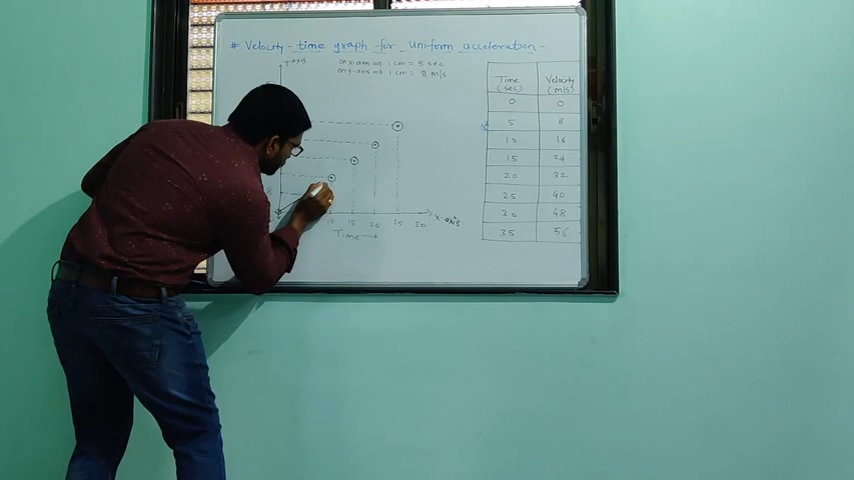 # Velocity - time graph for uniform acceleration -
on x-axis ⇒ 1 cm = 5 sec
on y-axis ⇒ 1 cm = 8 m/s
y-axis
x-axis
10 15 20 25 30
Time →
Time (sec) Velocity (m/s)
0 0
5 8
10 16
15 24
20 32
25 40
30 48
35 56